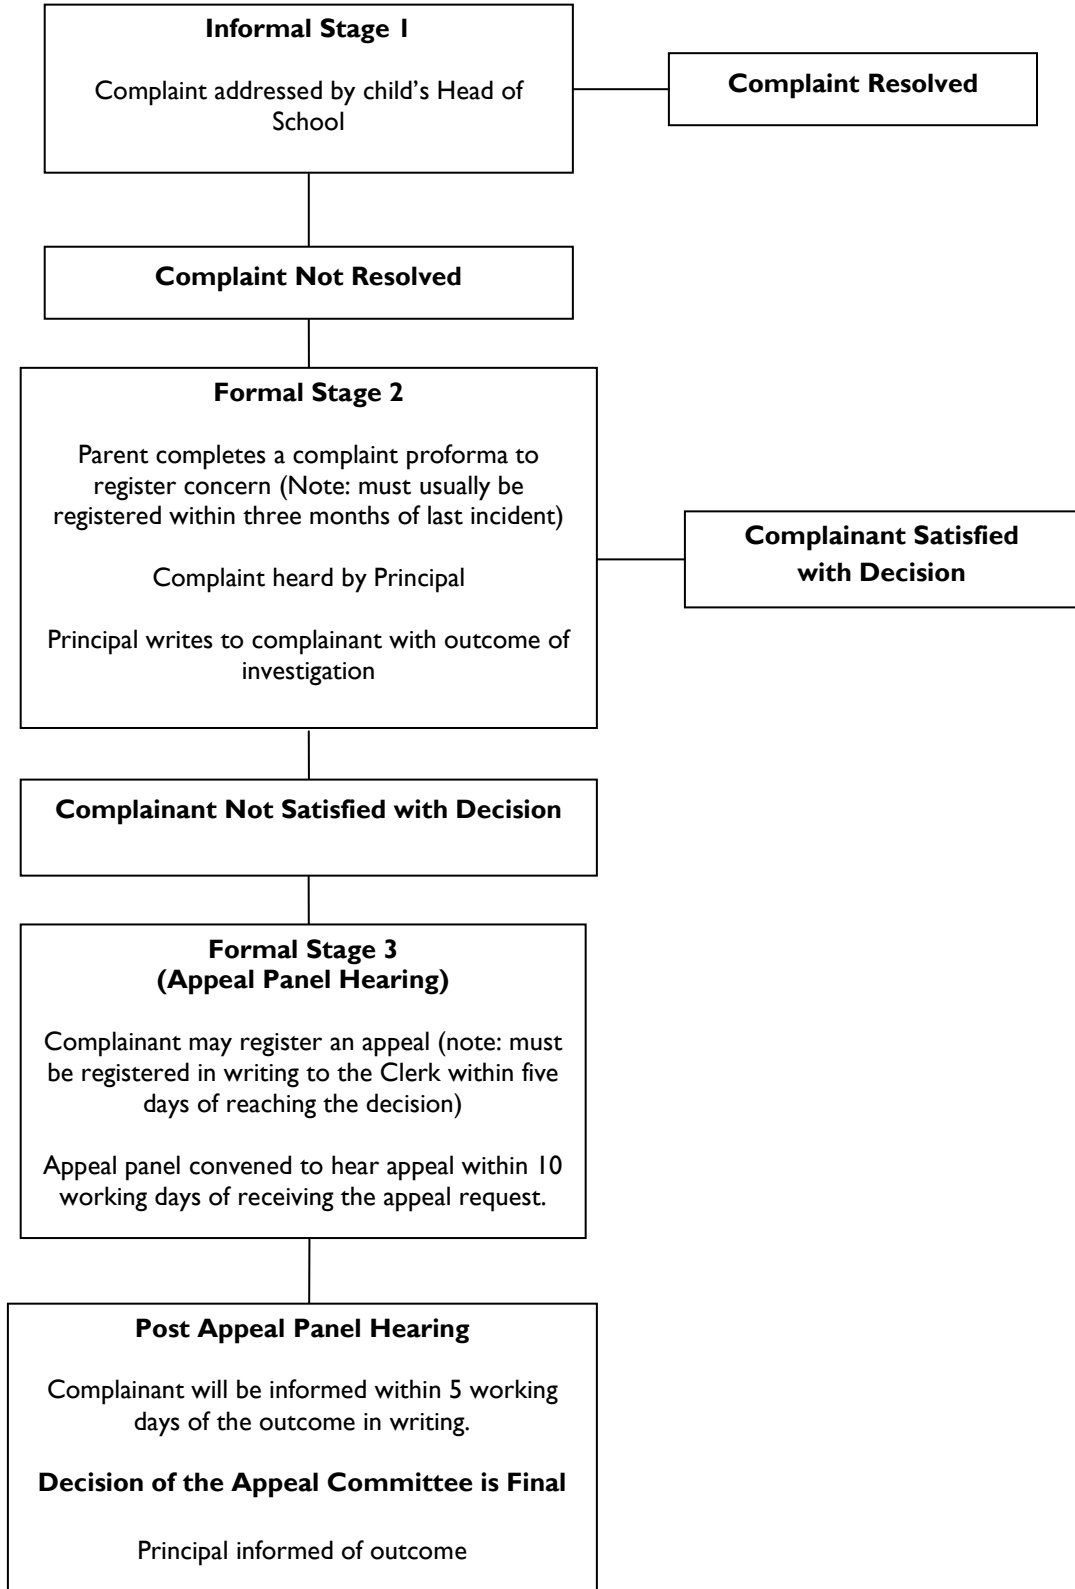 Informal Stage 1
Complaint addressed by child's Head of
School
Complaint Resolved
Complaint Not Resolved
Formal Stage 2
Parent completes a complaint proforma to
register concern (Note: must usually be
registered within three months of last incident)
Complaint heard by Principal
Principal writes to complainant with outcome of
investigation
Complainant Satisfied
with Decision
Complainant Not Satisfied with Decision
Formal Stage 3
(Appeal Panel Hearing)
Complainant may register an appeal (note: must
be registered in writing to the Clerk within five
days of reaching the decision)
Appeal panel convened to hear appeal within 10
working days of receiving the appeal request.
Post Appeal Panel Hearing
Complainant will be informed within 5 working
days of the outcome in writing.
Decision of the Appeal Committee is Final
Principal informed of outcome